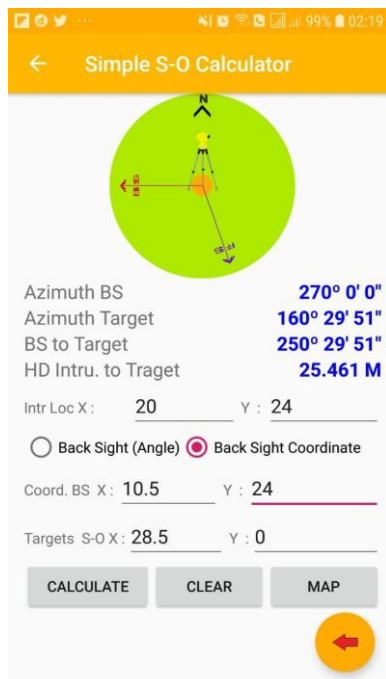 99% 02:19
Simple S-O Calculator
N
BS
FS
Azimuth BS 270º 0' 0"
Azimuth Target 160º 29' 51"
BS to Target 250º 29' 51"
HD Intru. to Traget 25.461 M
Intr Loc X : 20 Y : 24
Back Sight (Angle) Back Sight Coordinate
Coord. BS X : 10.5 Y : 24
Targets S-O X : 28.5 Y : 0
CALCULATE CLEAR MAP